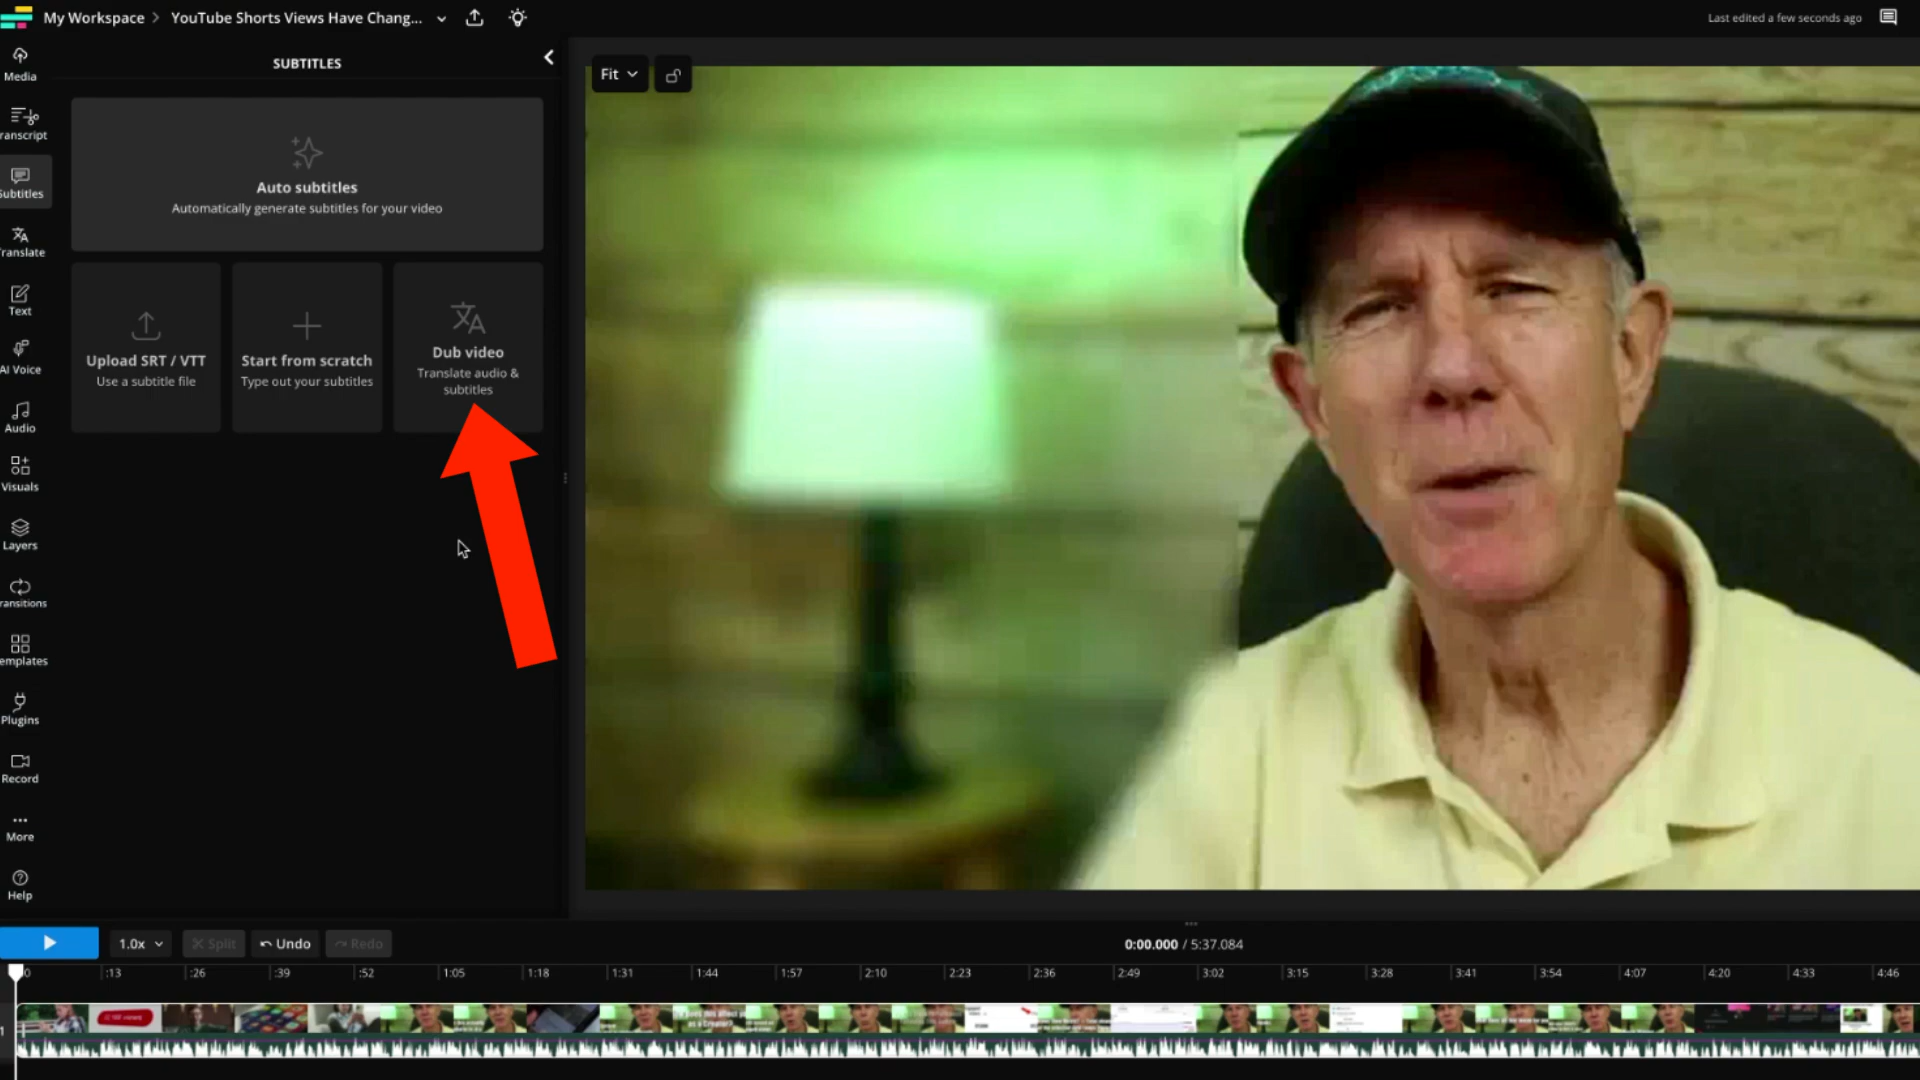 My Workspace > YouTube Shorts Views Have Chang...
Last edited a few seconds ago
Media
ranscript
Subtitles
ranslate
Text
AI Voice
Audio
Visuals
Layers
ransitions
emplates
Plugins
Record
More
Help
SUBTITLES
Auto subtitles
Automatically generate subtitles for your video
Upload SRT / VTT
Use a subtitle file
Start from scratch
Type out your subtitles
Dub video
Translate audio &
subtitles
Fit
1.0x
Split
Undo
Redo
0:00.000 / 5:37.084
:0 :13 :26 :39 :52 1:05 1:18 1:31 1:44 1:57 2:10 2:23 2:36 2:49 3:02 3:15 3:28 3:41 3:54 4:07 4:20 4:33 4:46
1